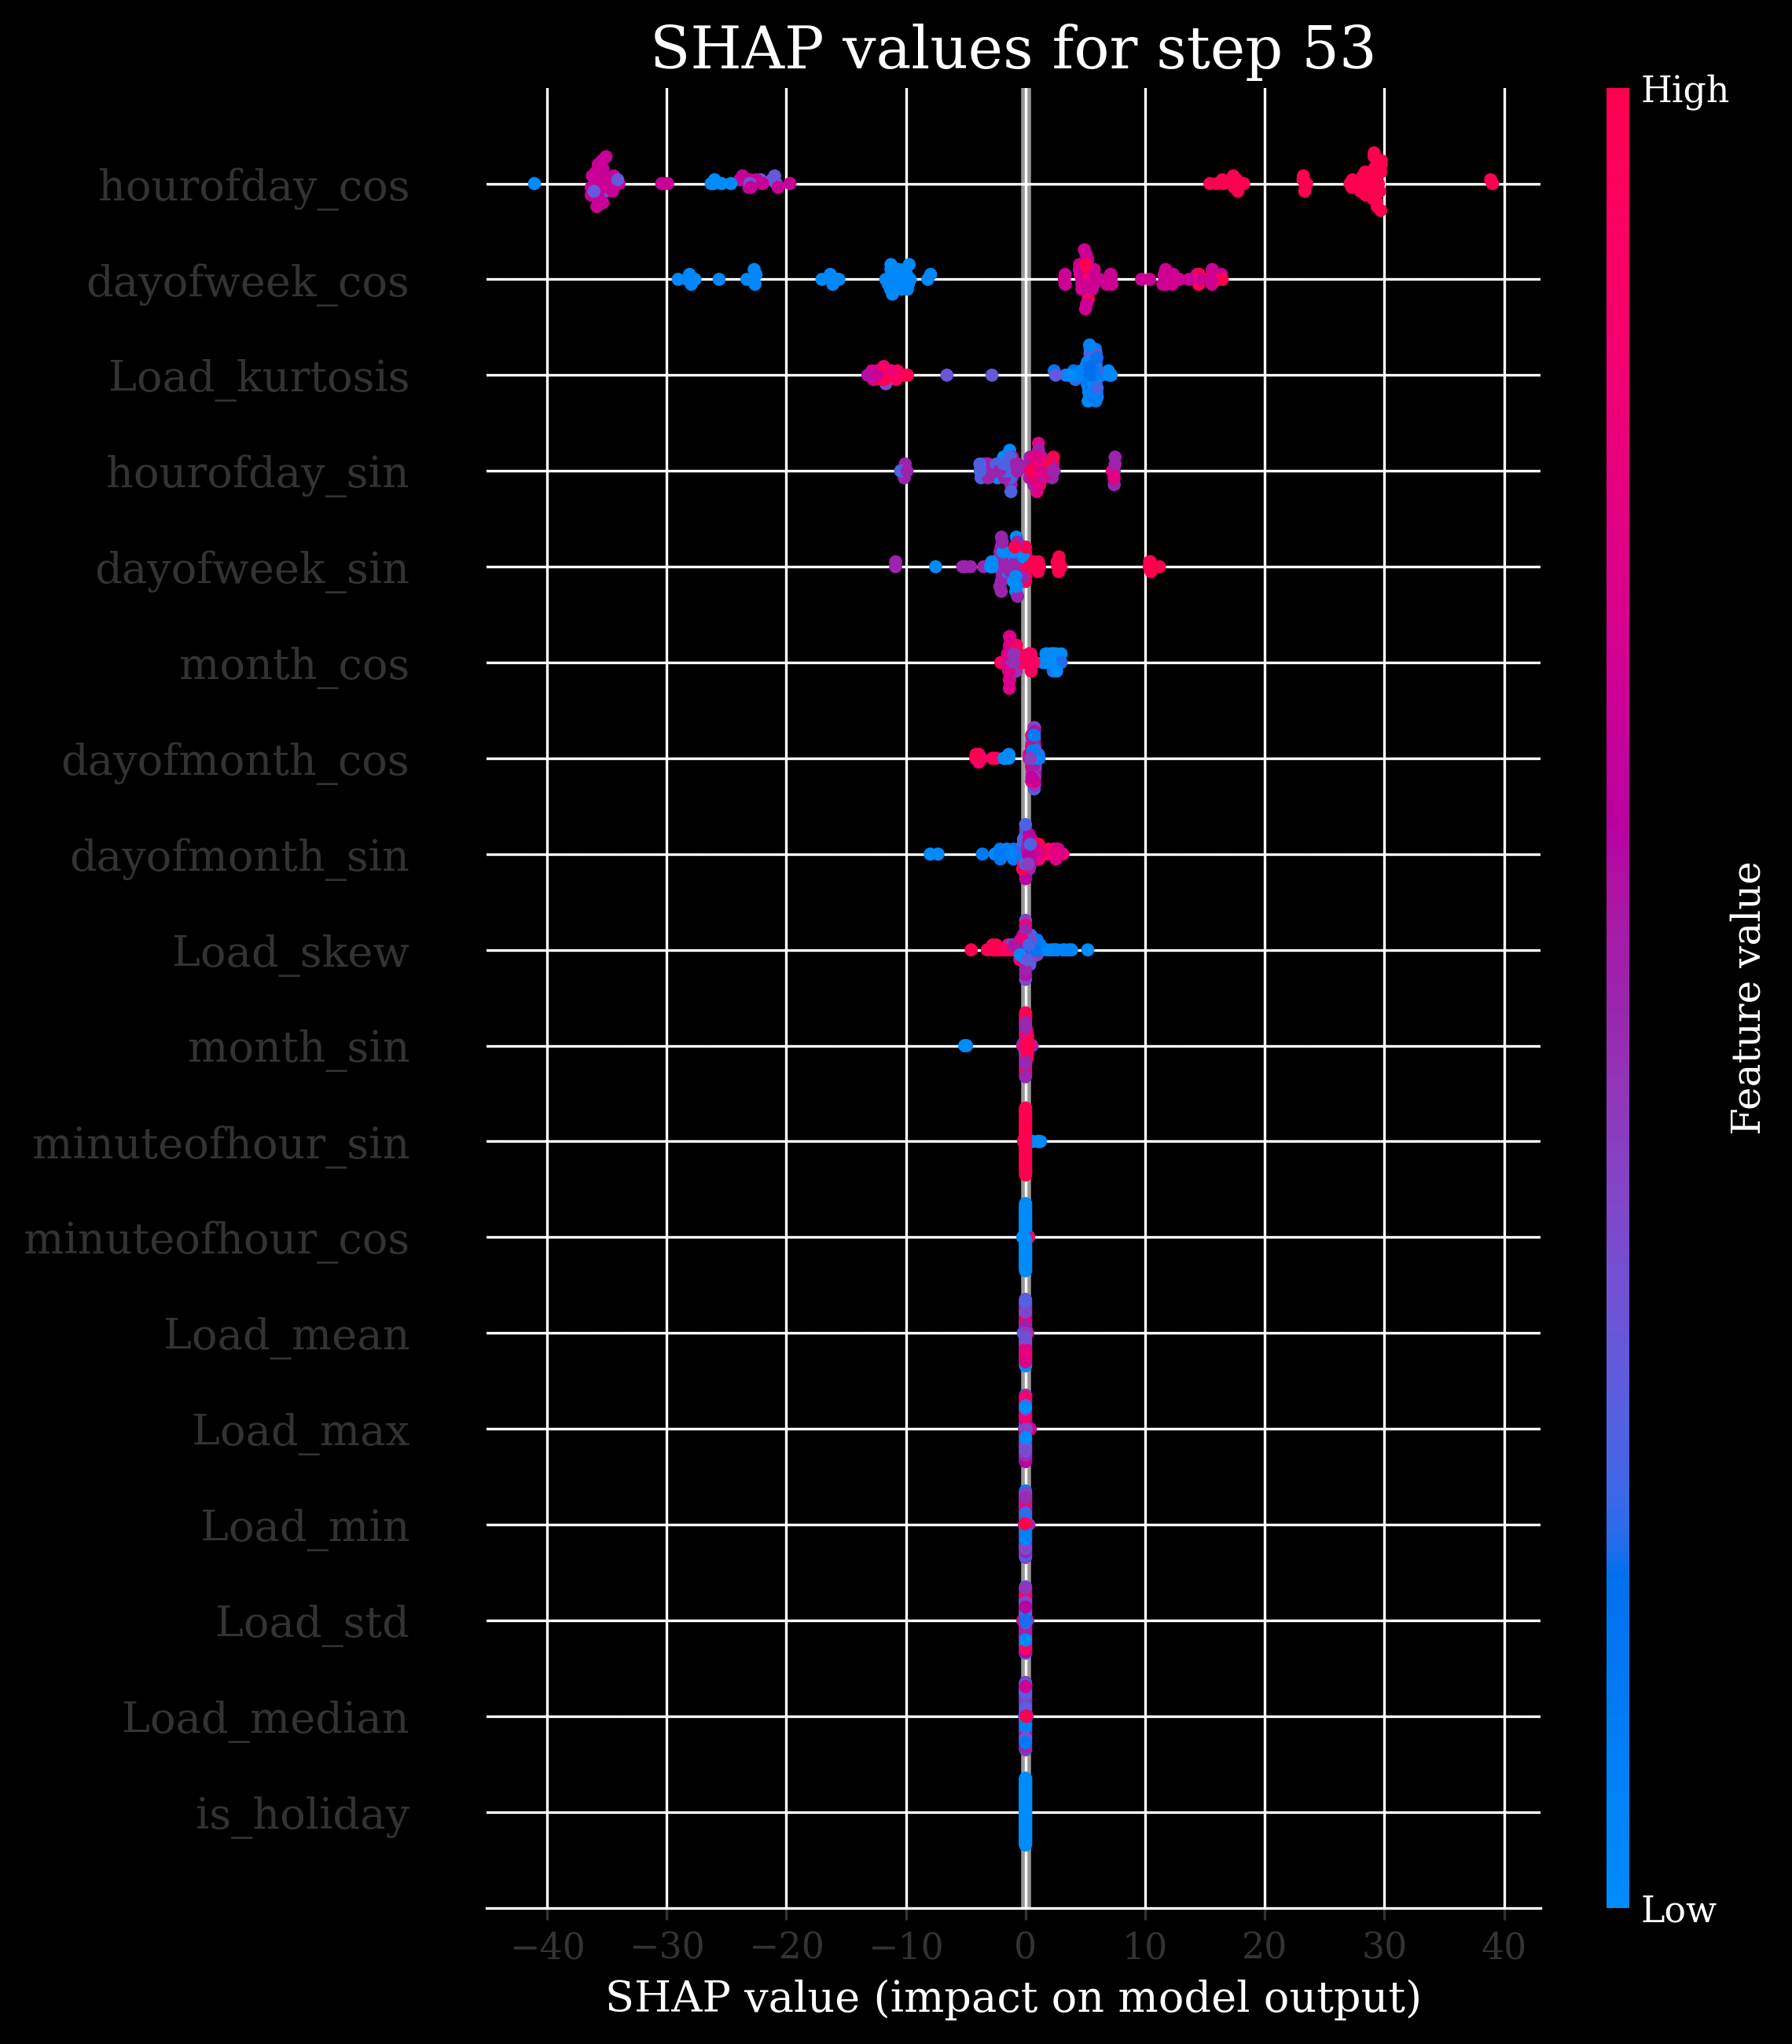 SHAP values for step 53
High
hourofday_cos
dayofweek_cos
Load_kurtosis
hourofday_sin
dayofweek_sin
month_cos
dayofmonth_cos
dayofmonth_sin
Load_skew
month_sin
minuteofhour_sin
minuteofhour_cos
Load_mean
Load_max
Load_min
Load_std
Load_median
is_holiday
Feature value
Low
−40 −30 −20 −10 0 10 20 30 40
SHAP value (impact on model output)